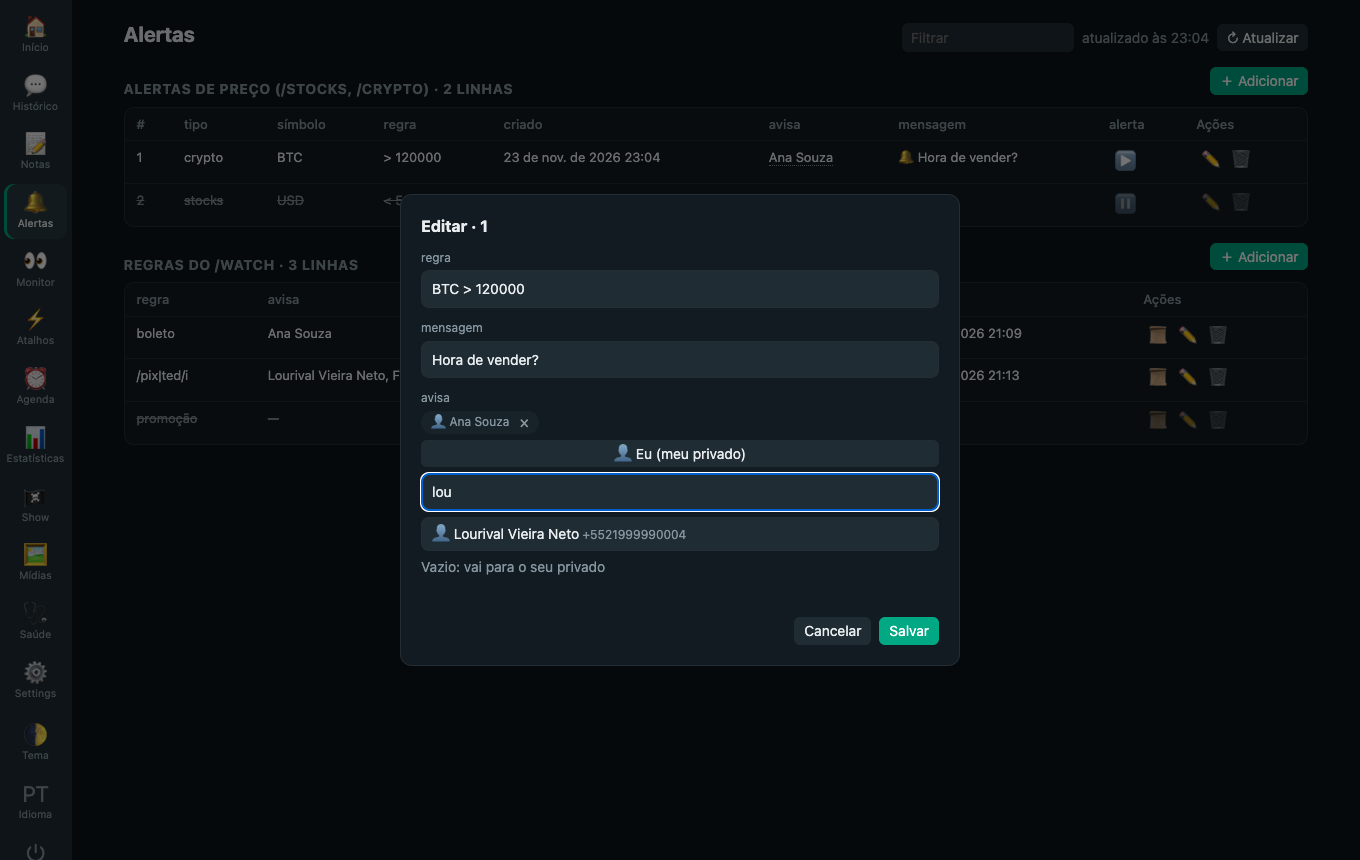 Início
Histórico
Notas
Alertas
Monitor
Atalhos
Agenda
Estatísticas
Show
Mídias
Saúde
Settings
Tema
PT
Idioma
Alertas
Filtrar
atualizado às 23:04
↻ Atualizar
ALERTAS DE PREÇO (/STOCKS, /CRYPTO) · 2 LINHAS
+ Adicionar
# tipo símbolo regra criado avisa mensagem alerta Ações
1 crypto BTC > 120000 23 de nov. de 2026 23:04 Ana Souza 🔔 Hora de vender?
2 stocks USD <
REGRAS DO /WATCH · 3 LINHAS
+ Adicionar
regra avisa Ações
boleto Ana Souza 026 21:09
/pix|ted/i Lourival Vieira Neto, F 026 21:13
promoção —
Editar · 1
regra
BTC > 120000
mensagem
Hora de vender?
avisa
👤 Ana Souza ×
👤 Eu (meu privado)
lou
👤 Lourival Vieira Neto +5521999990004
Vazio: vai para o seu privado
Cancelar
Salvar